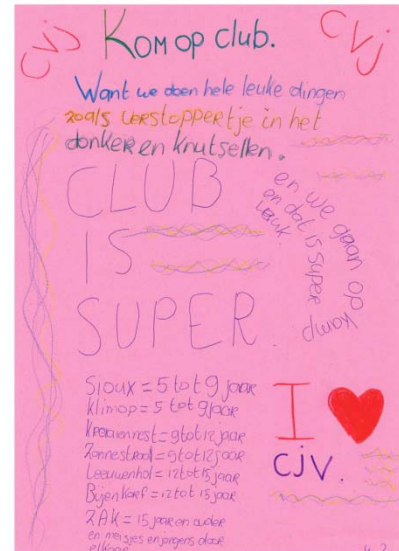 CVJ
Kom op club.
CVJ
Want we doen hele leuke dingen
zoals verstoppertje in het
donker en knutsellen.
CLUB
IS
SUPER.
en we gaan op
komp
en dat is super
leuk.
Sioux = 5 tot 9 jaar
klimop = 5 tot 9 jaar
= 9 tot 12 jaar
Zonnestraal = 9 tot 12 jaar
Leeuwenhol = 12 tot 15 jaar
Bijenkorf = 12 tot 15 jaar
ZAK = 15 jaar en ouder
en meisjes en jongens door
elkaar
I ❤
CJV.